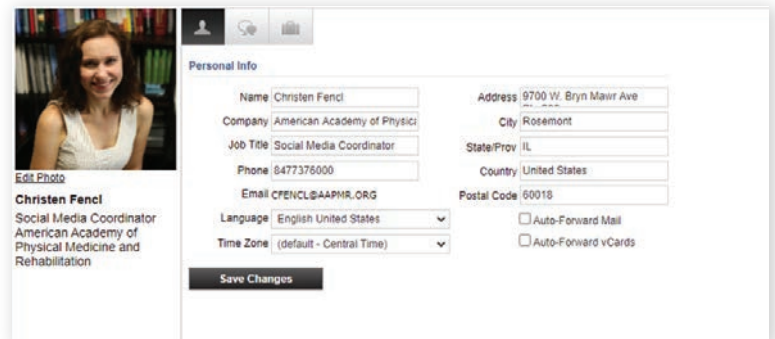 Edit Photo
Christen Fencl
Social Media Coordinator
American Academy of
Physical Medicine and
Rehabilitation
Personal Info
Name Christen Fencl
Company American Academy of Physica
Job Title Social Media Coordinator
Phone 8477376000
Email CFENCL@AAPMR.ORG
Language English United States
Time Zone (default - Central Time)
Address 9700 W. Bryn Mawr Ave
City Rosemont
State/Prov IL
Country United States
Postal Code 60018
Auto-Forward Mail
Auto-Forward vCards
Save Changes